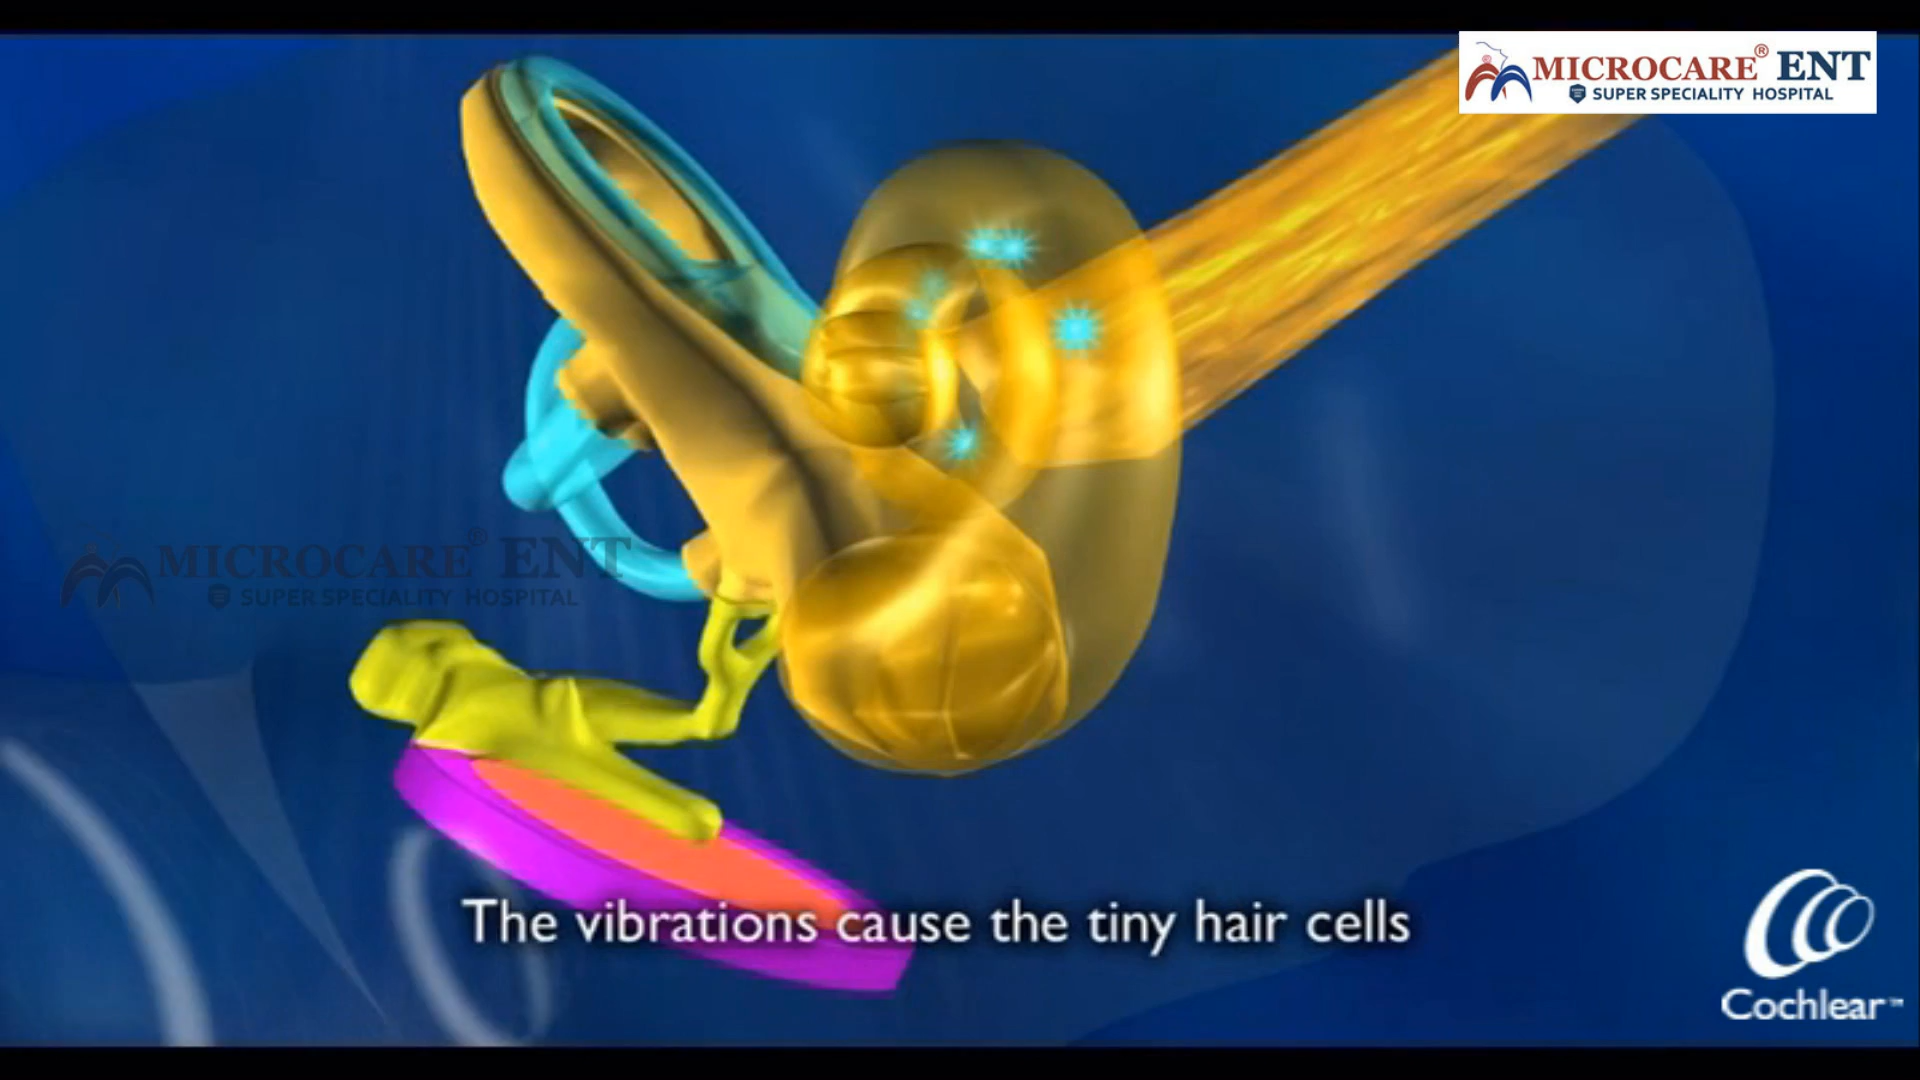 MICROCARE® ENT
SUPER SPECIALITY HOSPITAL
MICROCARE® ENT
SUPER SPECIALITY HOSPITAL
The vibrations cause the tiny hair cells
Cochlear™